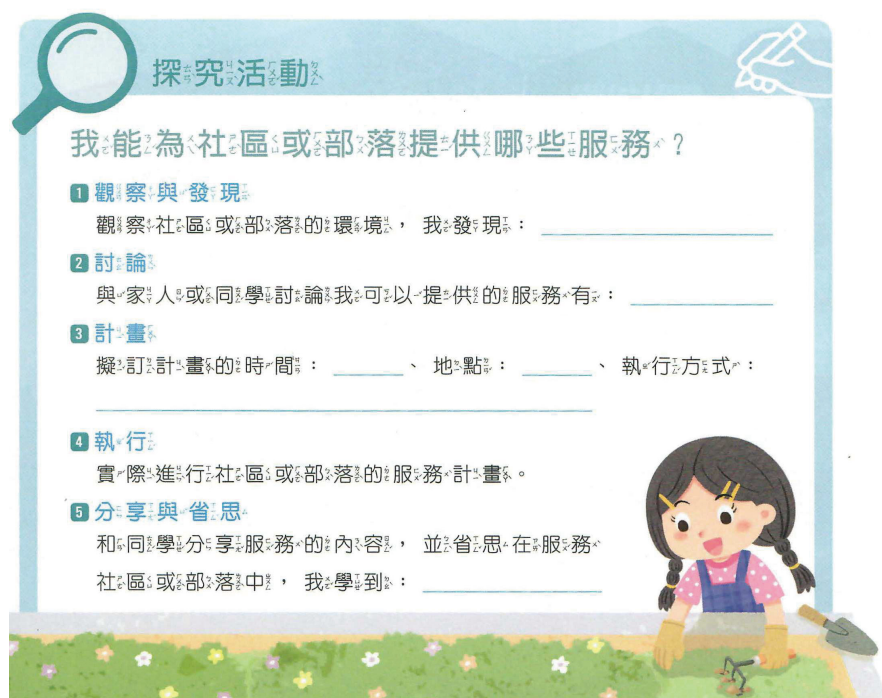 探究活動
我能為社區或部落提供哪些服務？
1 觀察與發現
觀察社區或部落的環境，我發現：
2 討論
與家人或同學討論我可以提供的服務有：
3 計畫
擬訂計畫的時間：、地點：、執行方式：
4 執行
實際進行社區或部落的服務計畫。
5 分享與省思
和同學分享服務的內容，並省思在服務
社區或部落中，我學到：